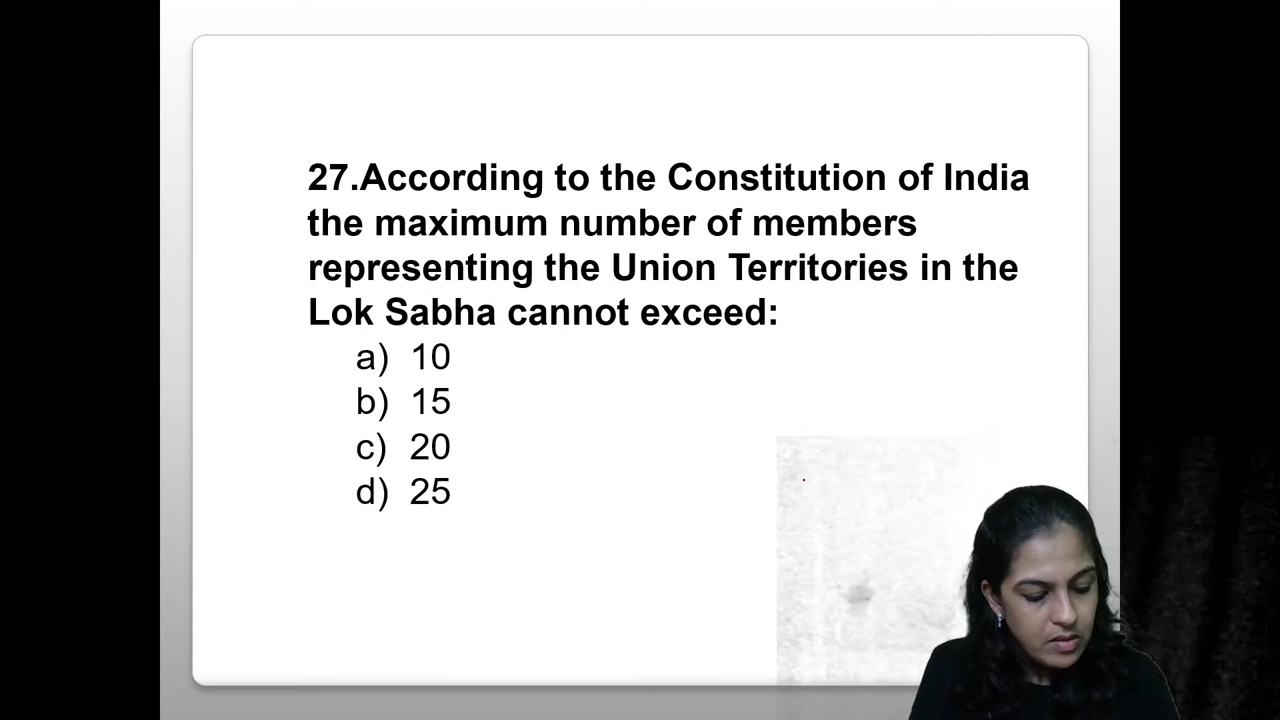 27.According to the Constitution of India
the maximum number of members
representing the Union Territories in the
Lok Sabha cannot exceed:
a) 10
b) 15
c) 20
d) 25